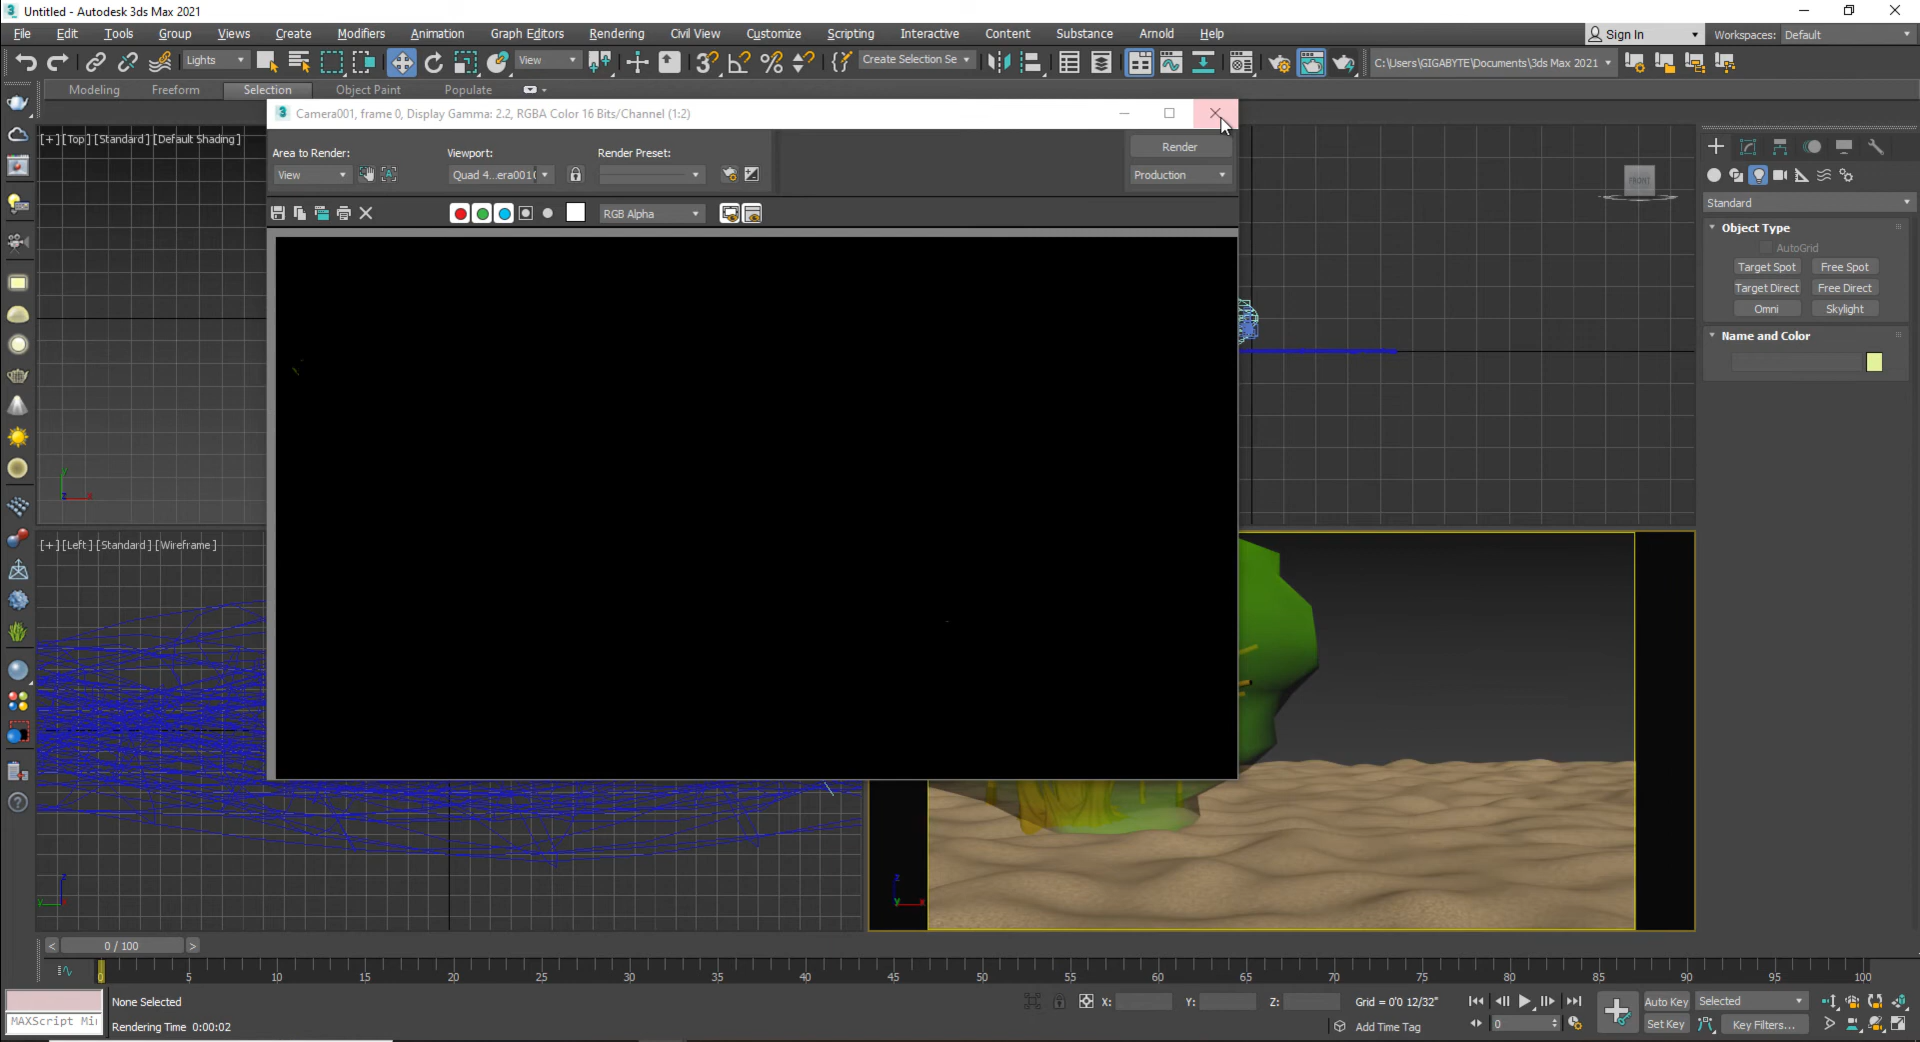 Untitled - Autodesk 3ds Max 2021
File Edit Tools Group Views Create Modifiers Animation Graph Editors Rendering Civil View Customize Scripting Interactive Content Substance Arnold Help
Sign In Workspaces: Default
Lights View Create Selection Se C:\Users\GIGABYTE\Documents\3ds Max 2021
Modeling Freeform Selection Object Paint Populate
Camera001, frame 0, Display Gamma: 2.2, RGBA Color 16 Bits/Channel (1:2)
[+] [Top] [Standard] [Default Shading]
Area to Render: Viewport: Render Preset: Render
View Quad 4...era001 Production
RGB Alpha
FRONT
Standard
Object Type
AutoGrid
Target Spot Free Spot
Target Direct Free Direct
Omni Skylight
Name and Color
y
z x
[+] [Left] [Standard] [Wireframe]
z
y
z
y x
< 0 / 100 >
0 5 10 15 20 25 30 35 40 45 50 55 60 65 70 75 80 85 90 95 100
None Selected X: Y: Z: Grid = 0'0 12/32" Auto Key Selected
MAXScript Mi Rendering Time 0:00:02 Add Time Tag 0 Set Key Key Filters...